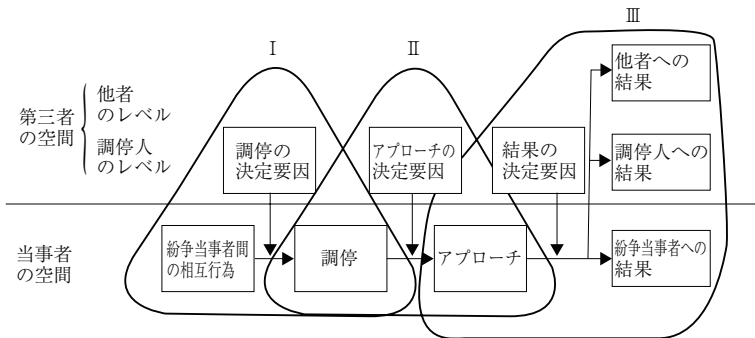 Ⅰ
Ⅱ
Ⅲ
第三者
の空間
他者
のレベル
調停人
のレベル
調停の
決定要因
アプローチの
決定要因
結果の
決定要因
他者への
結果
調停人への
結果
当事者
の空間
紛争当事者間
の相互行為
調停
アプローチ
紛争当事者への
結果